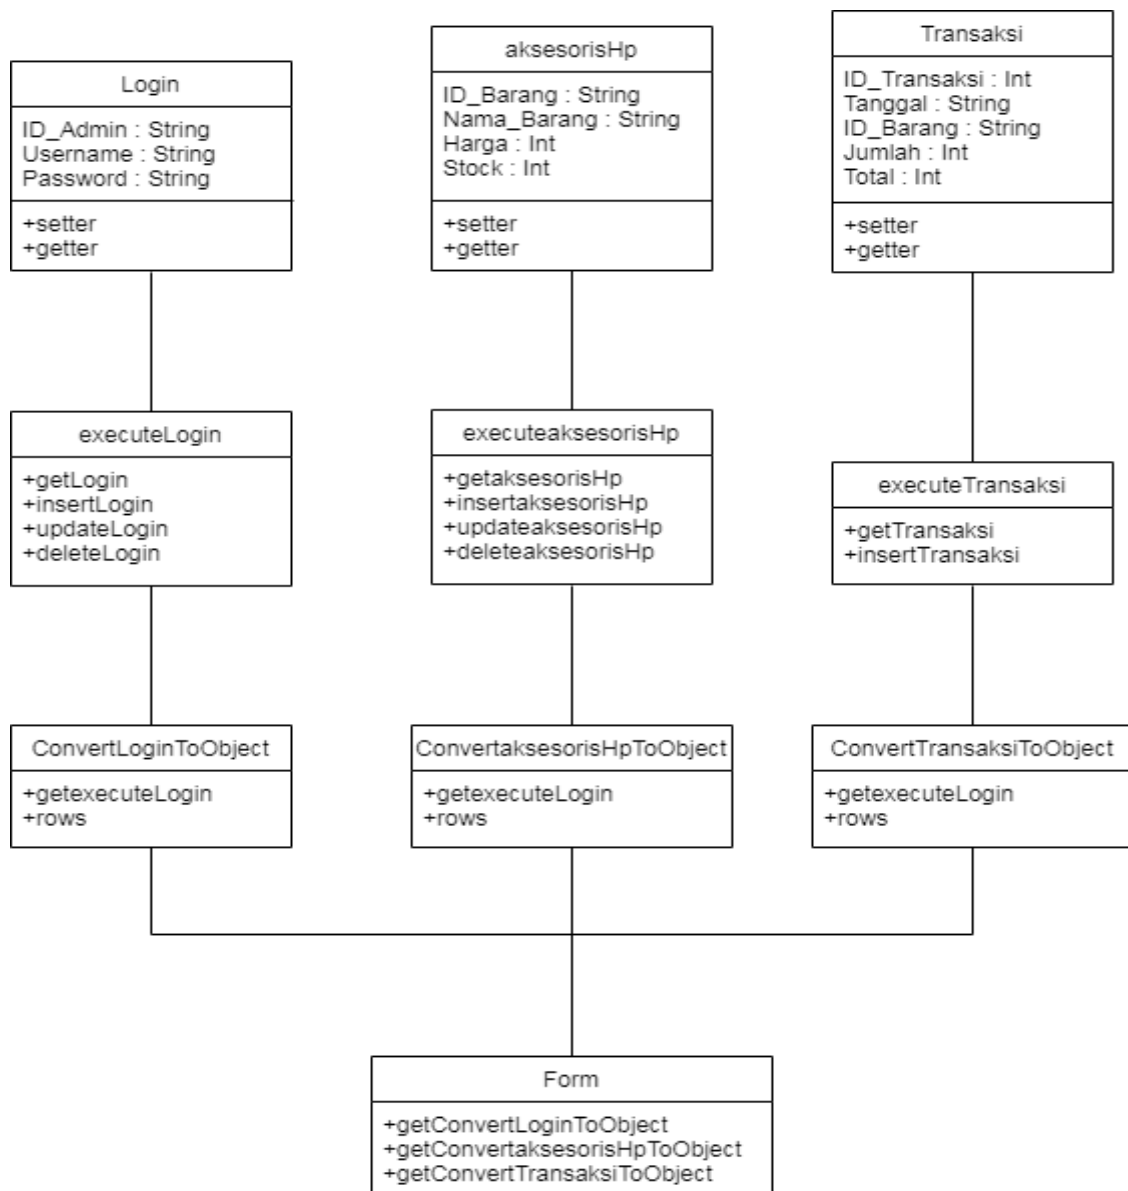 Login
ID_Admin : String
Username : String
Password : String
+setter
+getter
aksesorisHp
ID_Barang : String
Nama_Barang : String
Harga : Int
Stock : Int
+setter
+getter
Transaksi
ID_Transaksi : Int
Tanggal : String
ID_Barang : String
Jumlah : Int
Total : Int
+setter
+getter
executeLogin
+getLogin
+insertLogin
+updateLogin
+deleteLogin
executeaksesorisHp
+getaksesorisHp
+insertaksesorisHp
+updateaksesorisHp
+deleteaksesorisHp
executeTransaksi
+getTransaksi
+insertTransaksi
ConvertLoginToObject
+getexecuteLogin
+rows
ConvertaksesorisHpToObject
+getexecuteLogin
+rows
ConvertTransaksiToObject
+getexecuteLogin
+rows
Form
+getConvertLoginToObject
+getConvertaksesorisHpToObject
+getConvertTransaksiToObject